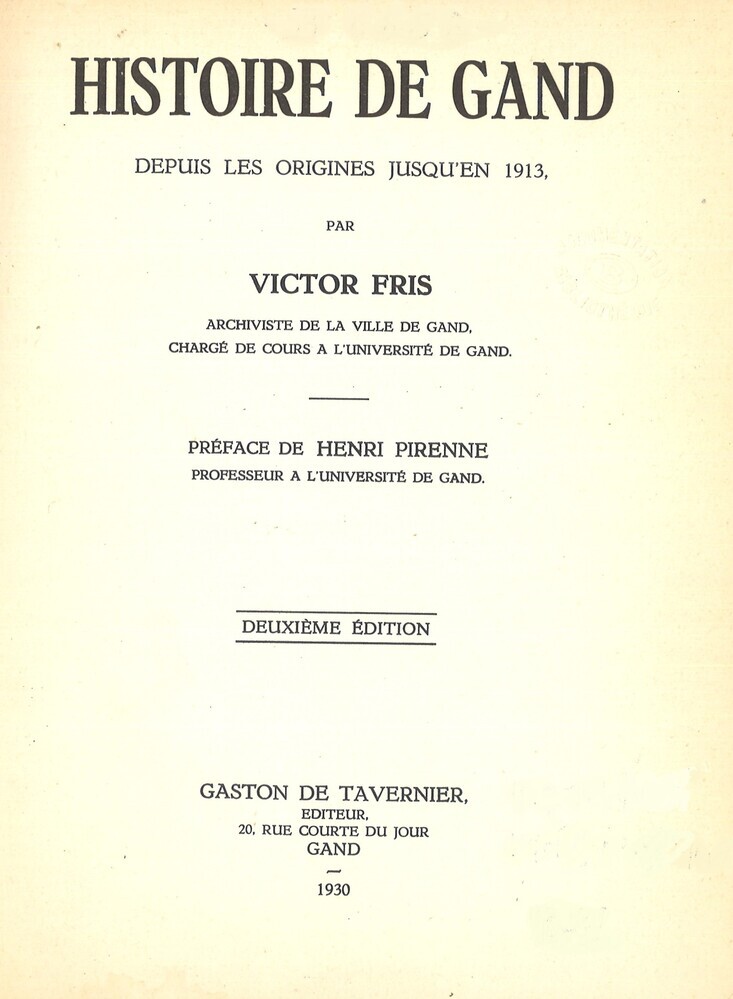 HISTOIRE DE GAND
DEPUIS LES ORIGINES JUSQU'EN 1913,
PAR
VICTOR FRIS
ARCHIVISTE DE LA VILLE DE GAND,
CHARGÉ DE COURS A L'UNIVERSITÉ DE GAND.
PRÉFACE DE HENRI PIRENNE
PROFESSEUR A L'UNIVERSITÉ DE GAND.
DEUXIÈME ÉDITION
GASTON DE TAVERNIER,
EDITEUR,
20, RUE COURTE DU JOUR
GAND
1930